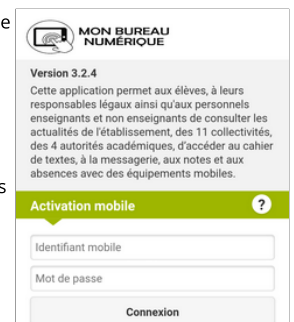 e
MON BUREAU
NUMÉRIQUE
Version 3.2.4
Cette application permet aux élèves, à leurs
responsables légaux ainsi qu'aux personnels
enseignants et non enseignants de consulter les
actualités de l'établissement, des 11 collectivités,
des 4 autorités académiques, d'accéder au cahier
de textes, à la messagerie, aux notes et aux
absences avec des équipements mobiles.
s
Activation mobile ?
Identifiant mobile
Mot de passe
Connexion